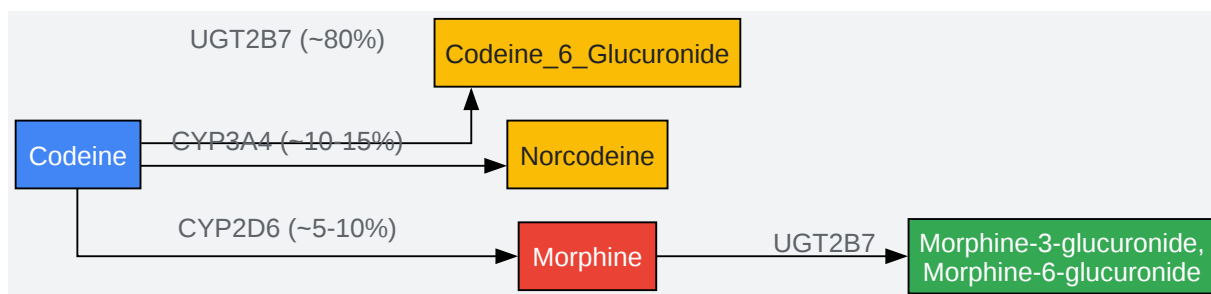 UGT2B7 (~80%)
Codeine_6_Glucuronide
Codeine
CYP3A4 (~10-15%)
Norcodeine
CYP2D6 (~5-10%)
Morphine
UGT2B7
Morphine-3-glucuronide,
Morphine-6-glucuronide